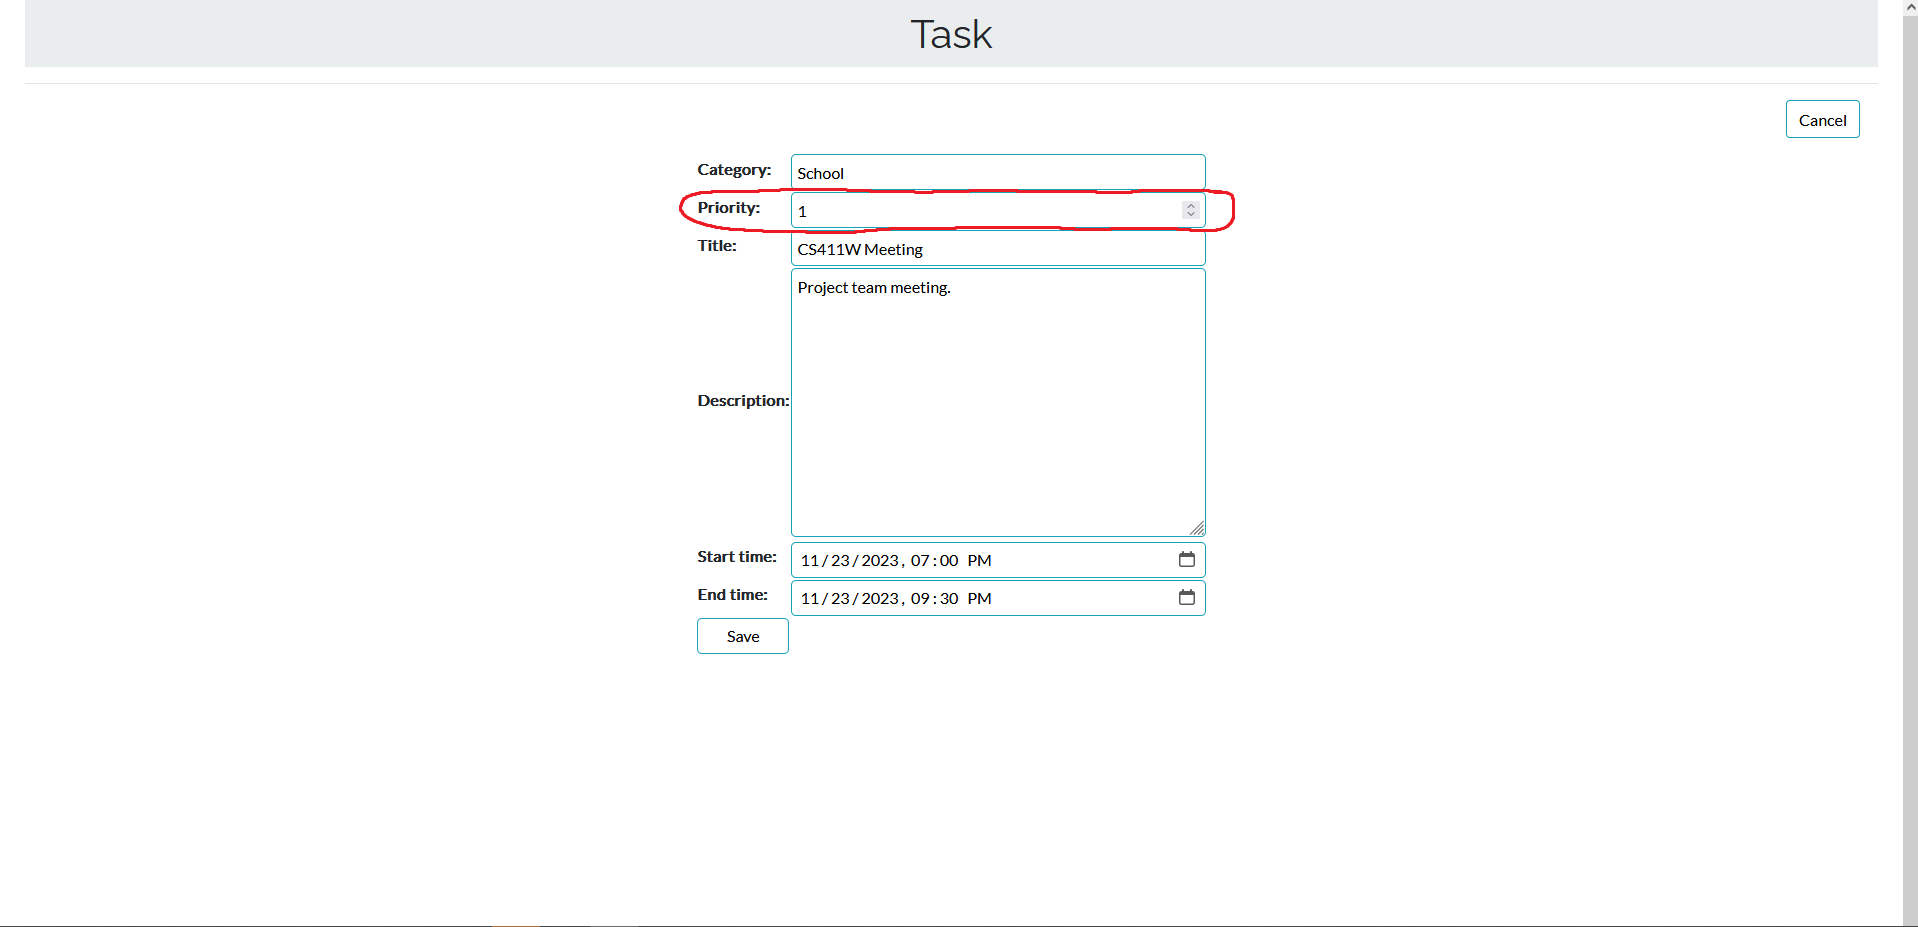 Task
Cancel
Category: School
Priority: 1
Title: CS411W Meeting
Project team meeting.
Description:
Start time: 11/23/2023, 07:00 PM
End time: 11/23/2023, 09:30 PM
Save